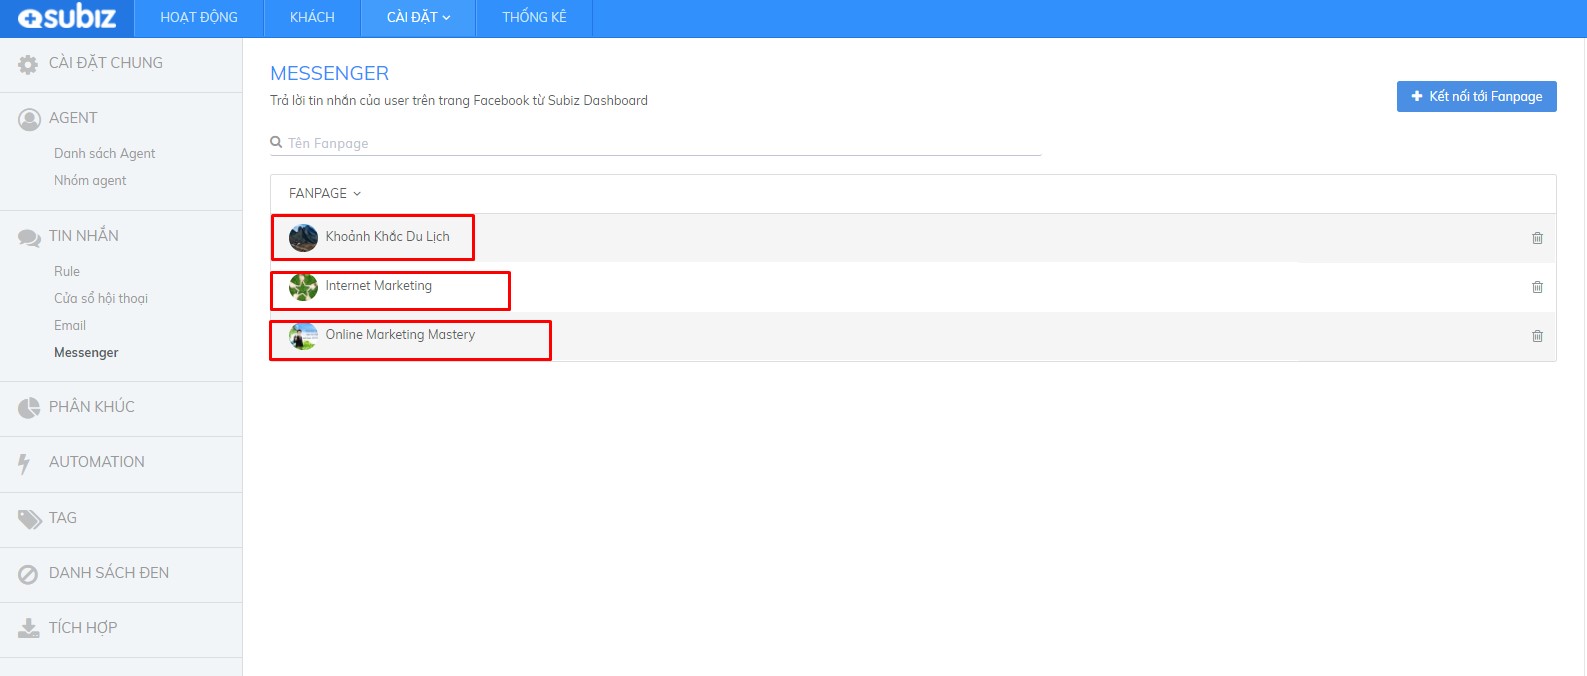 subiz
HOẠT ĐỘNG
KHÁCH
CÀI ĐẶT
THỐNG KÊ
CÀI ĐẶT CHUNG
AGENT
Danh sách Agent
Nhóm agent
TIN NHẮN
Rule
Cửa sổ hội thoại
Email
Messenger
PHÂN KHÚC
AUTOMATION
TAG
DANH SÁCH ĐEN
TÍCH HỢP
MESSENGER
Trả lời tin nhắn của user trên trang Facebook từ Subiz Dashboard
Kết nối tới Fanpage
Tên Fanpage
FANPAGE
Khoảnh Khắc Du Lịch
Internet Marketing
Online Marketing Mastery